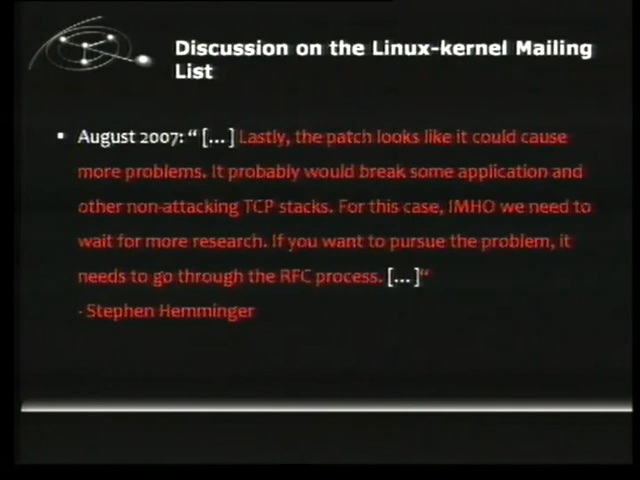 Discussion on the Linux-kernel Mailing
List
▪ August 2007: “ [...] Lastly, the patch looks like it could cause
more problems. It probably would break some application and
other non-attacking TCP stacks. For this case, IMHO we need to
wait for more research. If you want to pursue the problem, it
needs to go through the RFC process. [...]“
- Stephen Hemminger